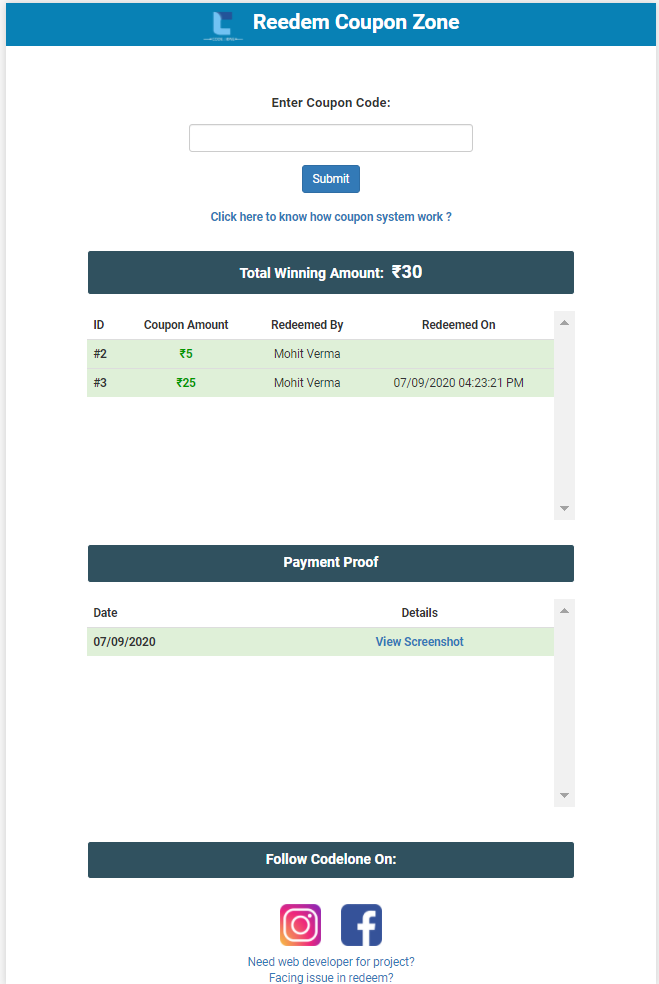 Reedem Coupon Zone
Enter Coupon Code:
Submit
Click here to know how coupon system work ?
Total Winning Amount: ₹30
ID Coupon Amount Redeemed By Redeemed On
#2 ₹5 Mohit Verma
#3 ₹25 Mohit Verma 07/09/2020 04:23:21 PM
Payment Proof
Date Details
07/09/2020 View Screenshot
Follow Codelone On:
Need web developer for project?
Facing issue in redeem?